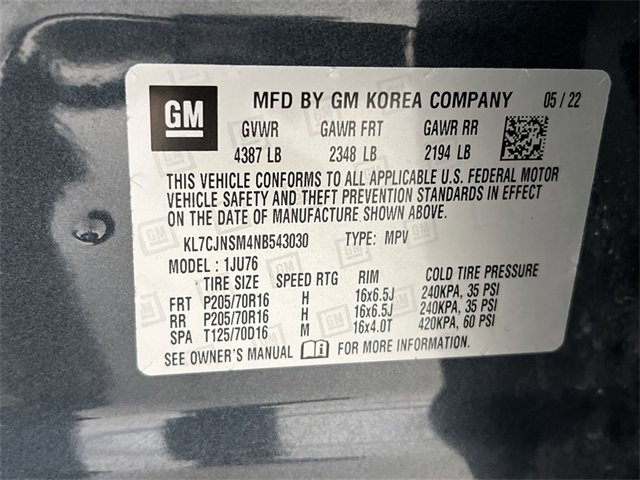 GM MFD BY GM KOREA COMPANY 05 / 22
GVWR GAWR FRT GAWR RR
4387 LB 2348 LB 2194 LB
THIS VEHICLE CONFORMS TO ALL APPLICABLE U.S. FEDERAL MOTOR
VEHICLE SAFETY AND THEFT PREVENTION STANDARDS IN EFFECT
ON THE DATE OF MANUFACTURE SHOWN ABOVE.
KL7CJNSM4NB543030 TYPE: MPV
MODEL : 1JU76
TIRE SIZE SPEED RTG RIM COLD TIRE PRESSURE
FRT P205/70R16 H 16x6.5J 240KPA, 35 PSI
RR P205/70R16 H 16x6.5J 240KPA, 35 PSI
SPA T125/70D16 M 16x4.0T 420KPA, 60 PSI
SEE OWNER'S MANUAL FOR MORE INFORMATION.